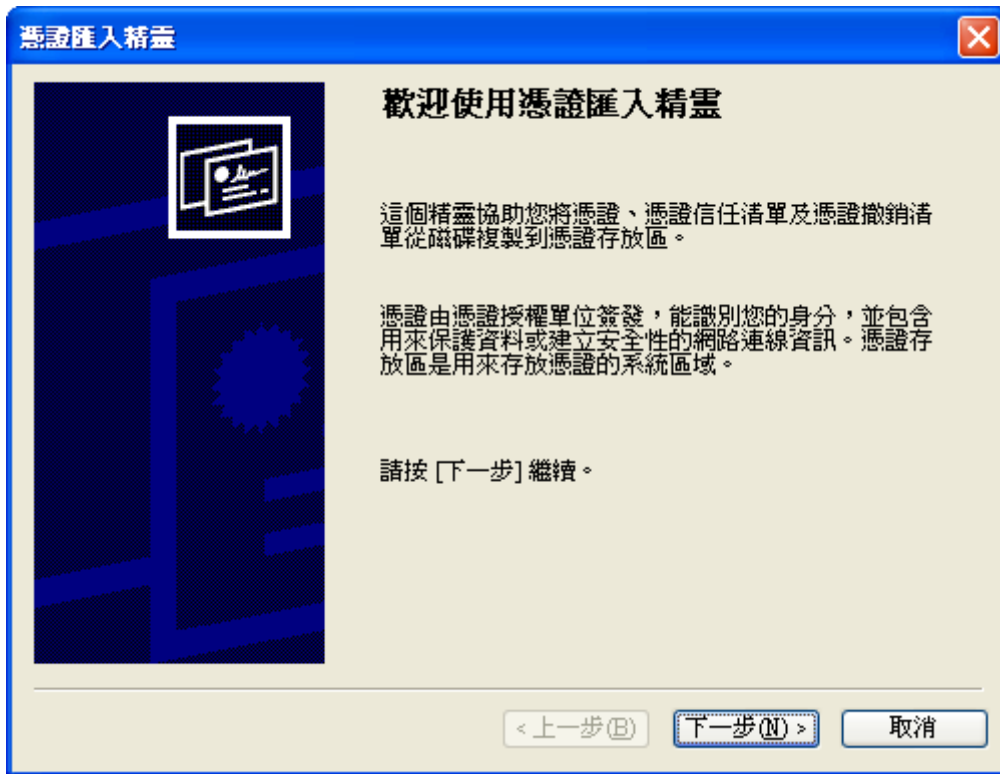 憑證匯入精靈
歡迎使用憑證匯入精靈
這個精靈協助您將憑證、憑證信任清單及憑證撤銷清
單從磁碟複製到憑證存放區。
憑證由憑證授權單位簽發，能識別您的身分，並包含
用來保護資料或建立安全性的網路連線資訊。憑證存
放區是用來存放憑證的系統區域。
請按 [下一步] 繼續。
< 上一步(B)
下一步(N) >
取消